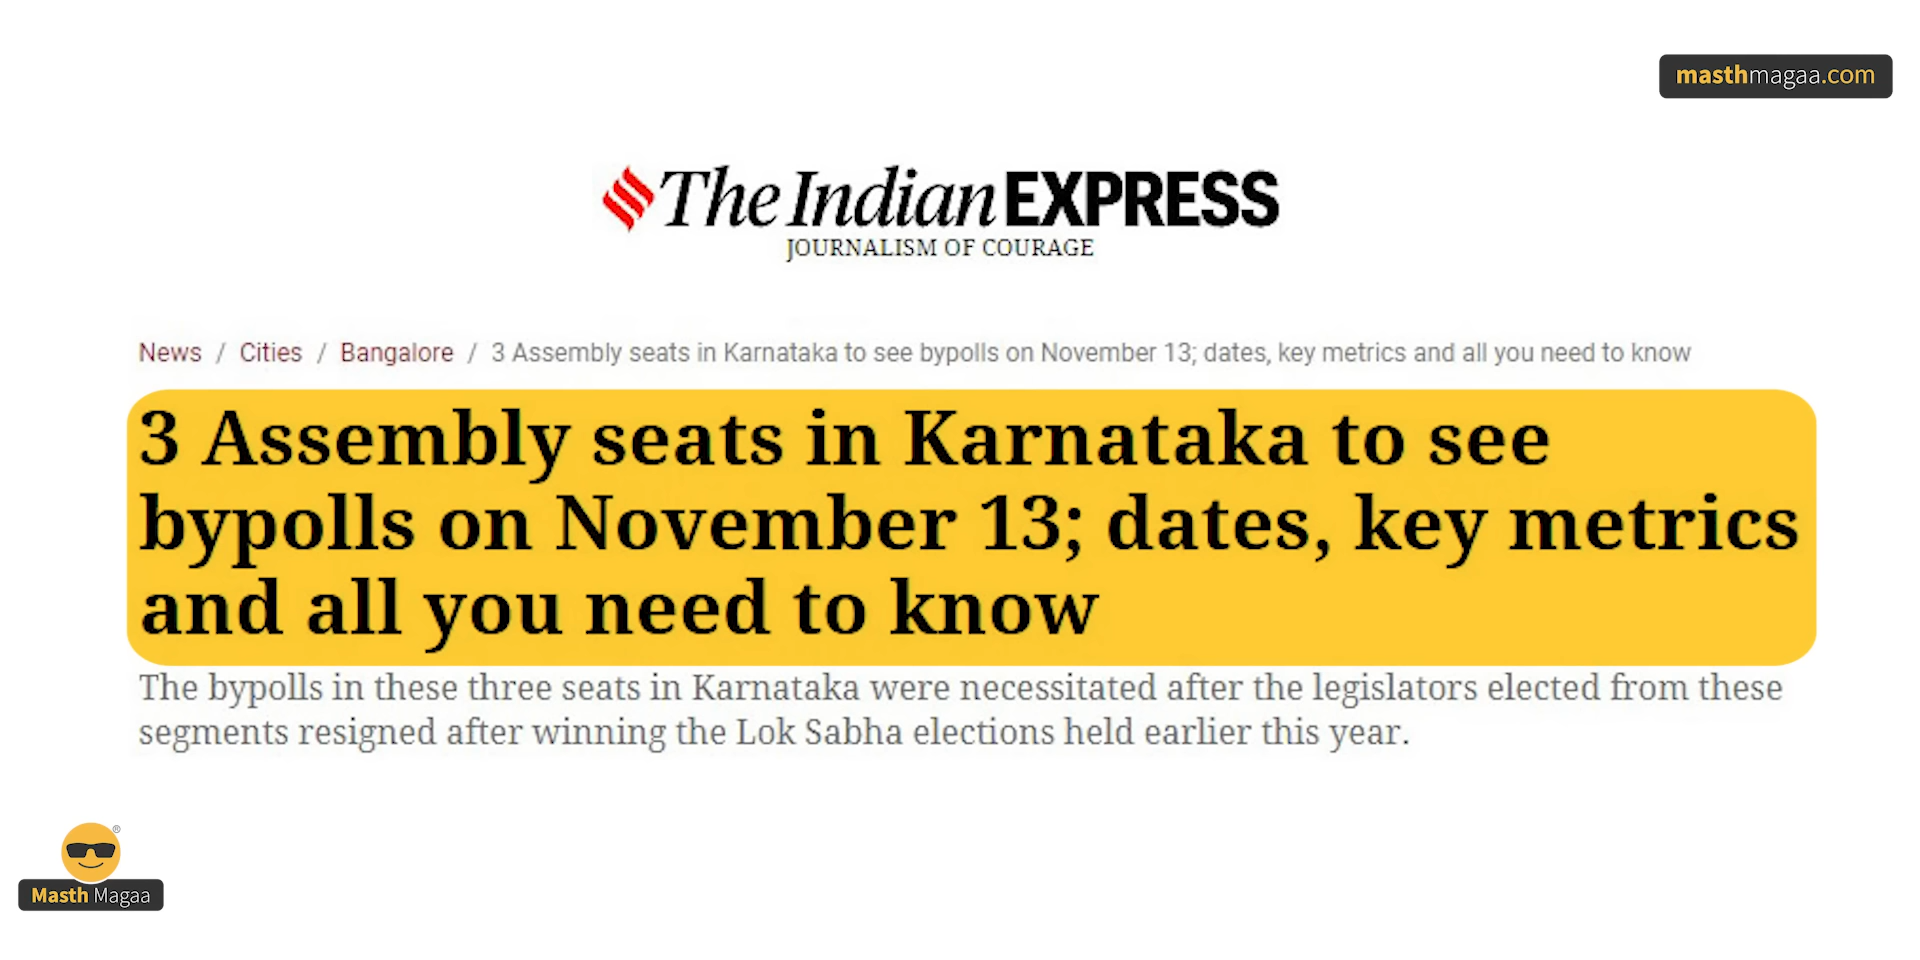 masthmagaa.com
The Indian EXPRESS
JOURNALISM OF COURAGE
News / Cities / Bangalore / 3 Assembly seats in Karnataka to see bypolls on November 13; dates, key metrics and all you need to know
3 Assembly seats in Karnataka to see
bypolls on November 13; dates, key metrics
and all you need to know
The bypolls in these three seats in Karnataka were necessitated after the legislators elected from these
segments resigned after winning the Lok Sabha elections held earlier this year.
®
Masth Magaa